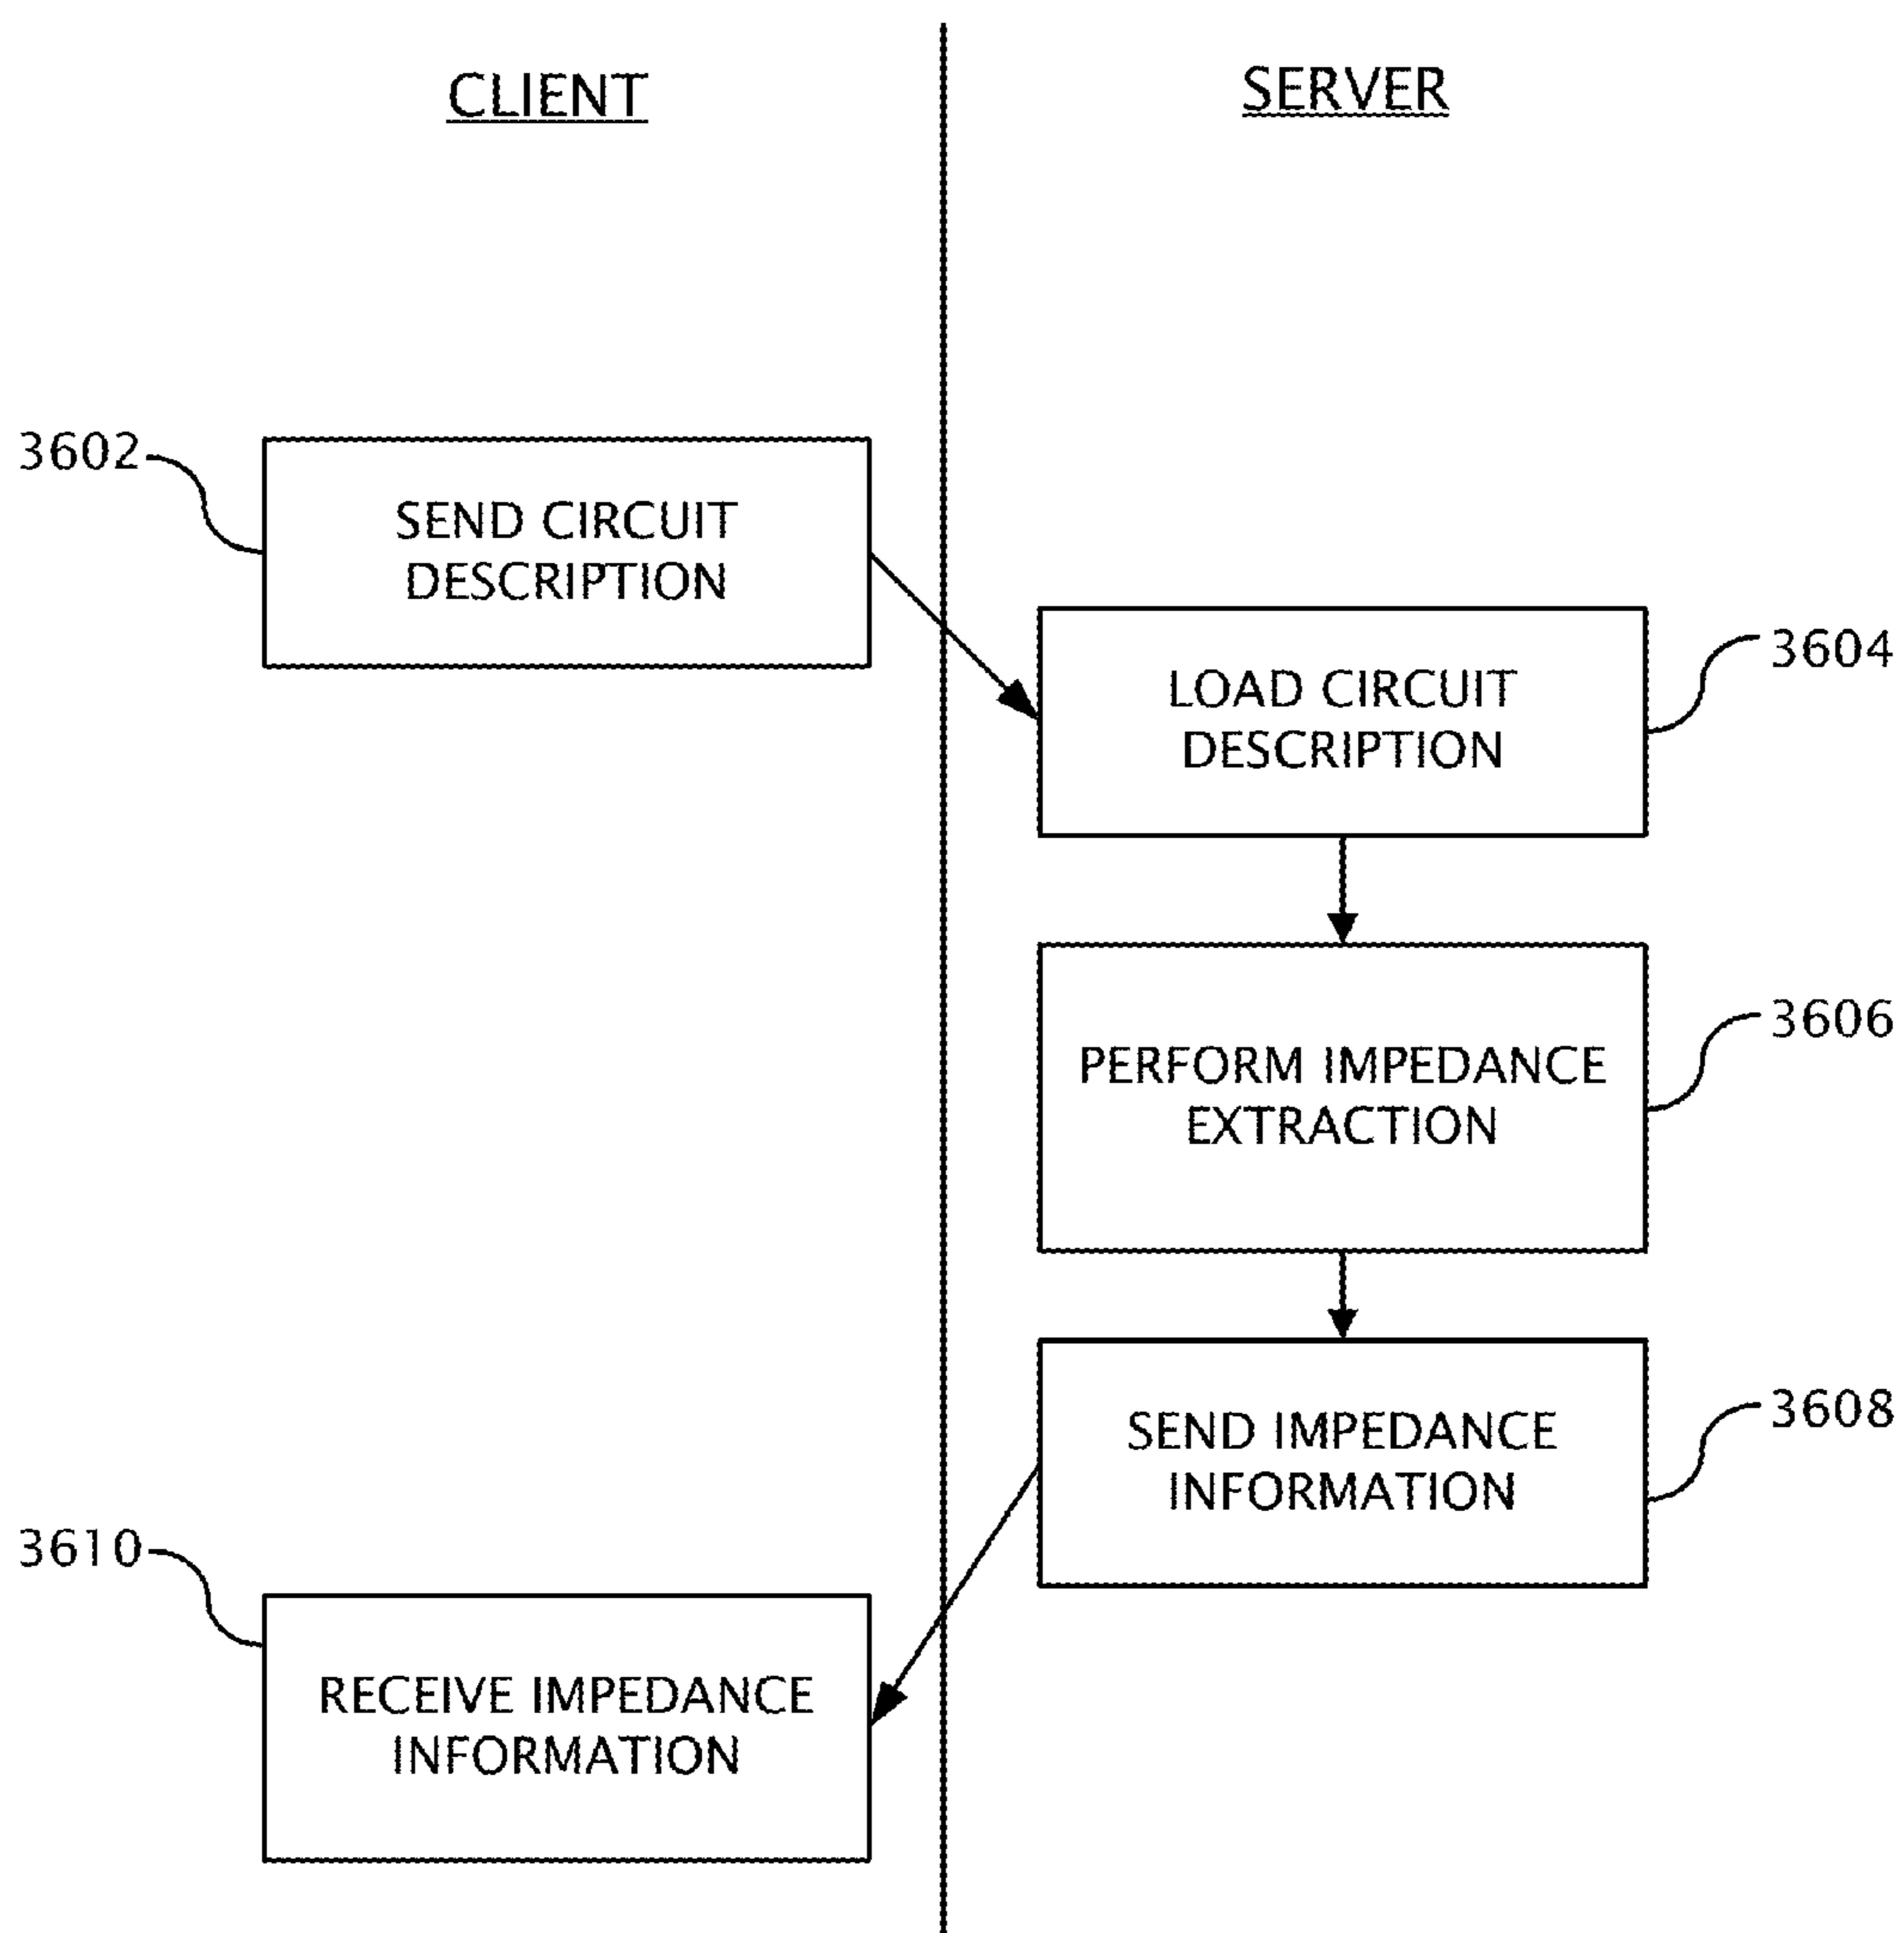 CLIENT
SERVER
3602
SEND CIRCUIT
DESCRIPTION
3604
LOAD CIRCUIT
DESCRIPTION
3606
PERFORM IMPEDANCE
EXTRACTION
3608
SEND IMPEDANCE
INFORMATION
3610
RECEIVE IMPEDANCE
INFORMATION